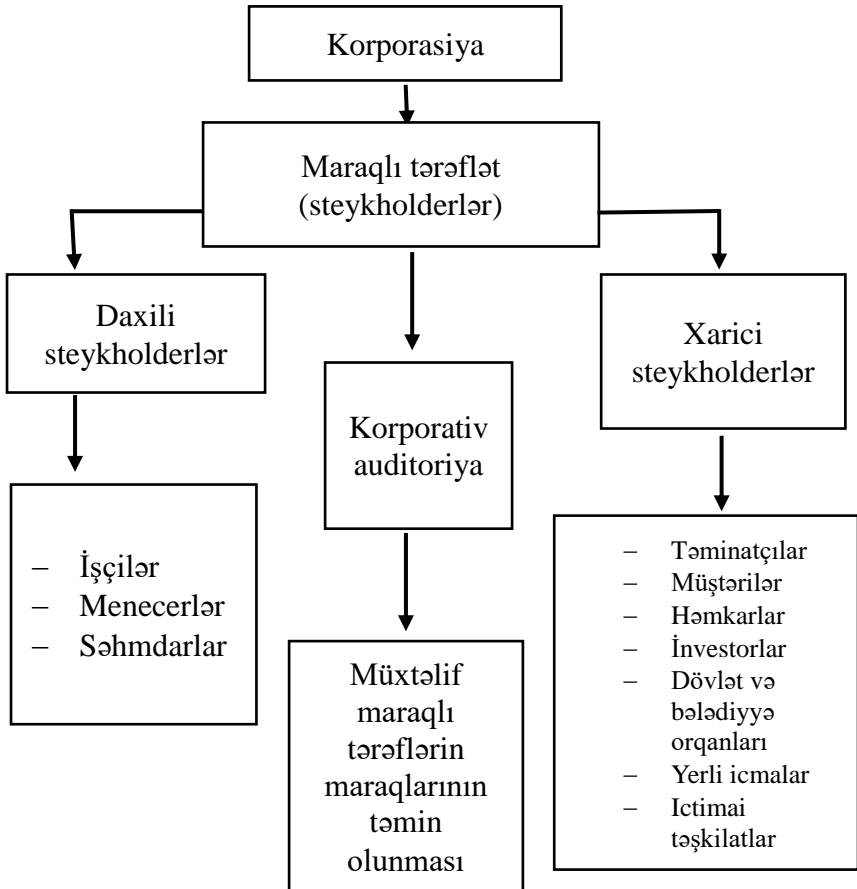 Korporasiya
Maraqlı tərəflət
(steykholderlər)
Daxili
steykholderlər
Korporativ
auditoriya
Xarici
steykholderlər
– İşçilər
– Menecerlər
– Səhmdarlar
Müxtəlif
maraqlı
tərəflərin
maraqlarının
təmin
olunması
– Təminatçılar
– Müştərilər
– Həmkarlar
– İnvestorlar
– Dövlət və
bələdiyyə
orqanları
– Yerli icmalar
– Ictimai
təşkilatlar